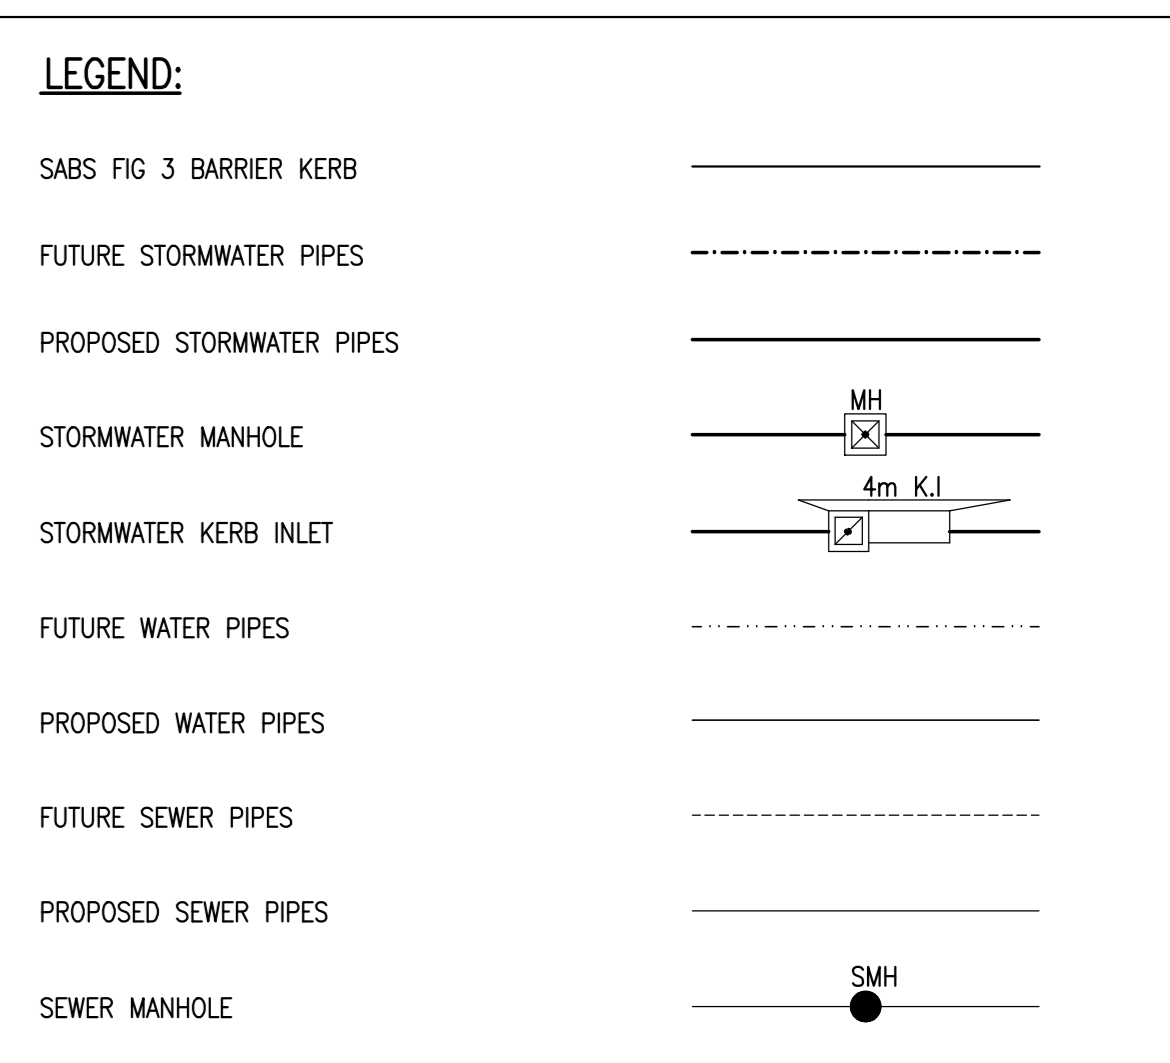 LEGEND:
SABS FIG 3 BARRIER KERB
FUTURE STORMWATER PIPES
PROPOSED STORMWATER PIPES
MH
STORMWATER MANHOLE
4m K.I
STORMWATER KERB INLET
FUTURE WATER PIPES
PROPOSED WATER PIPES
FUTURE SEWER PIPES
PROPOSED SEWER PIPES
SMH
SEWER MANHOLE